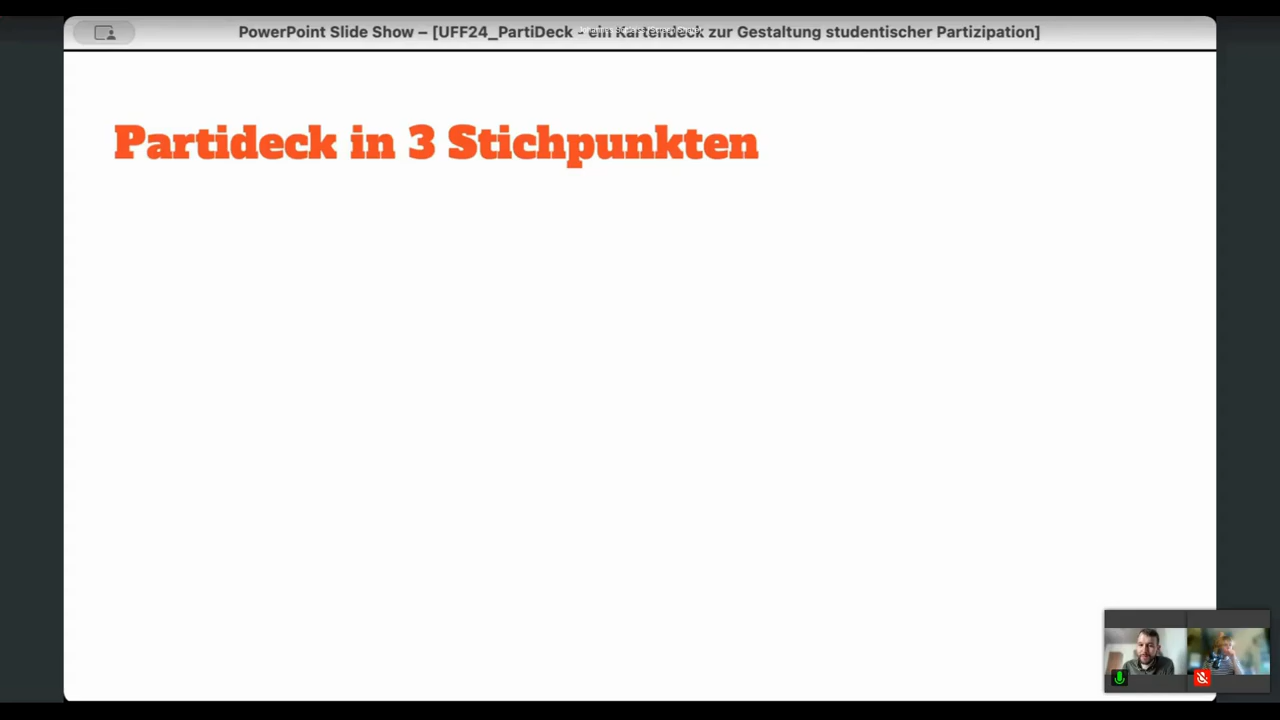 PowerPoint Slide Show – [UFF24_PartiDeck - ein Kartendeck zur Gestaltung studentischer Partizipation]
Partideck in 3 Stichpunkten